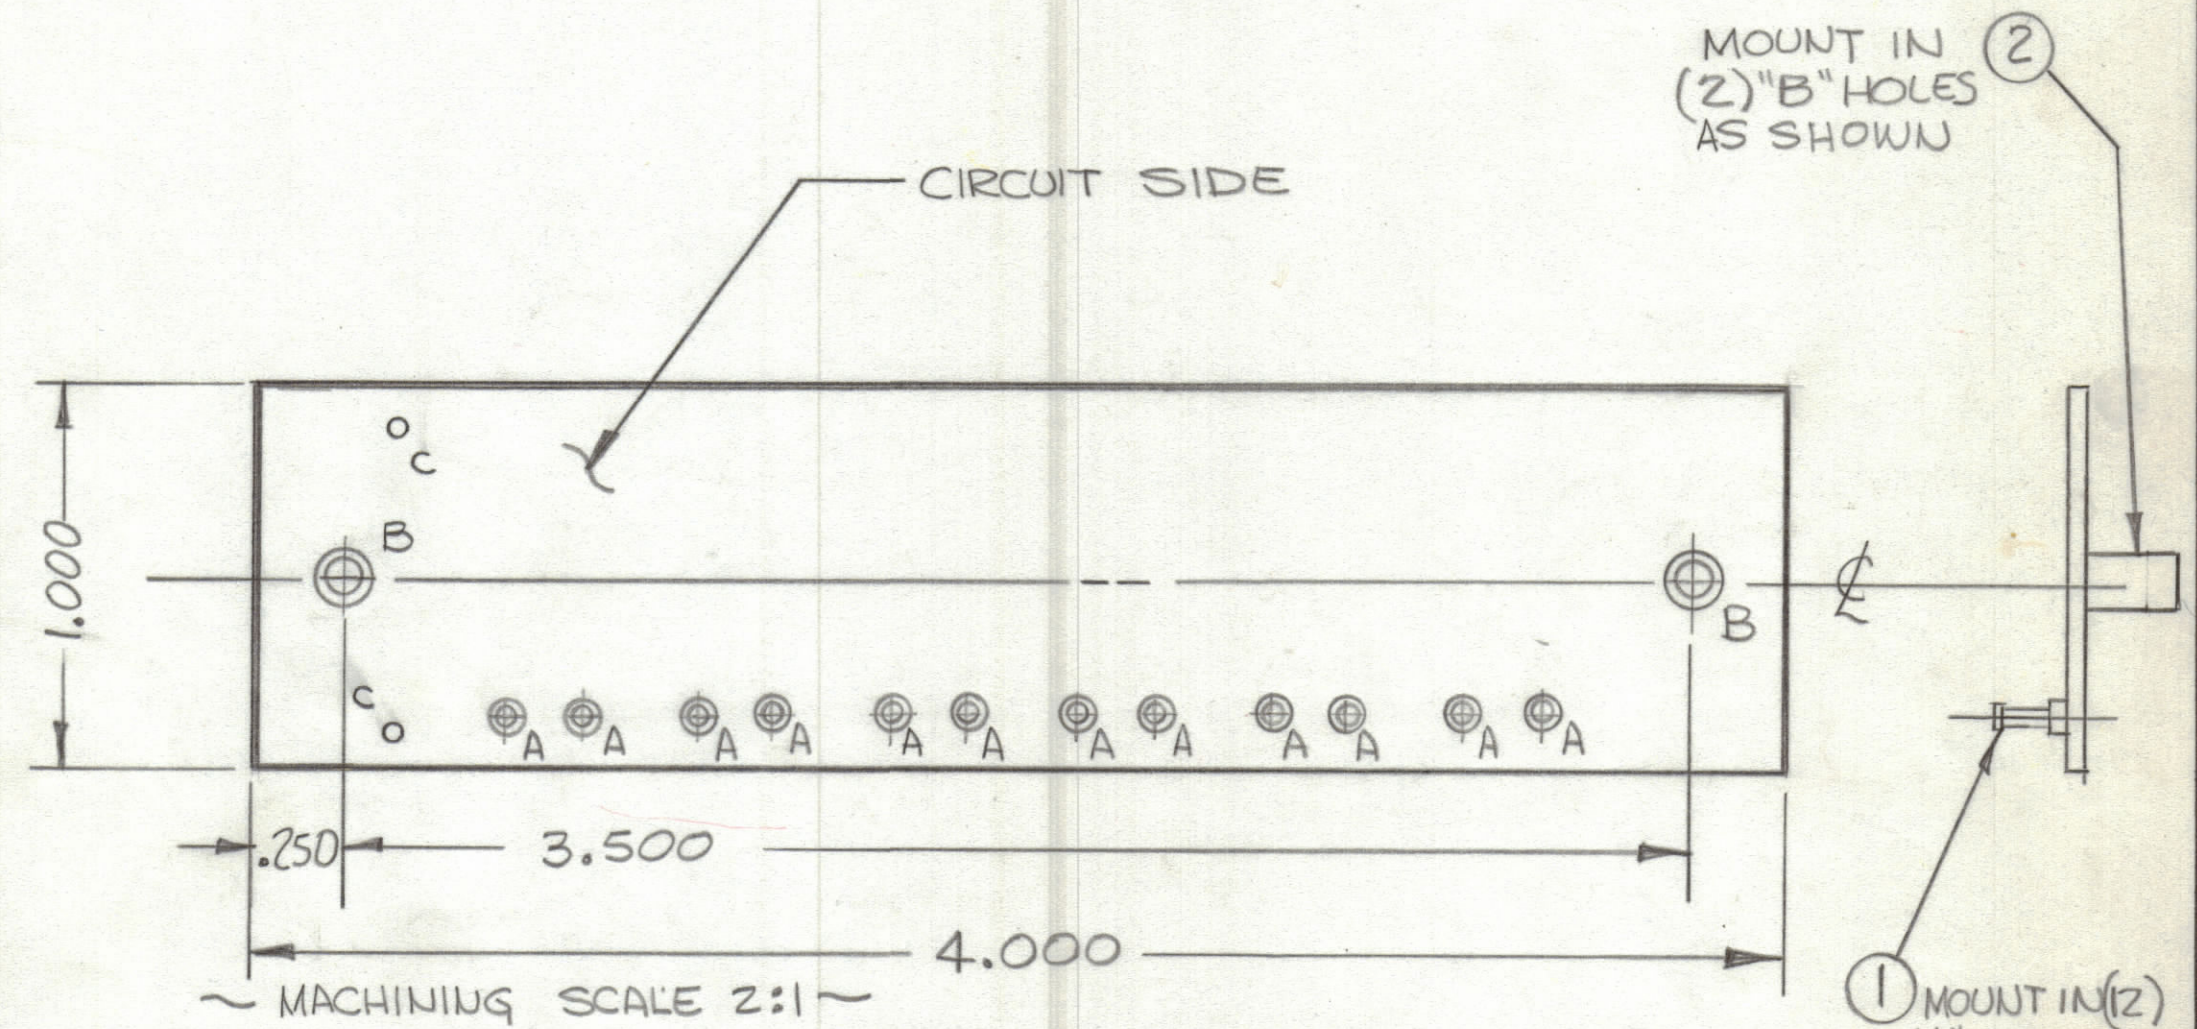 MOUNT IN 2
(2) "B" HOLES
AS SHOWN
CIRCUIT SIDE
C
B
1.000
℄
B
C
A A A A A A A A A A A A
.250 3.500
4.000
~ MACHINING SCALE 2:1 ~
1 MOUNT IN (12)